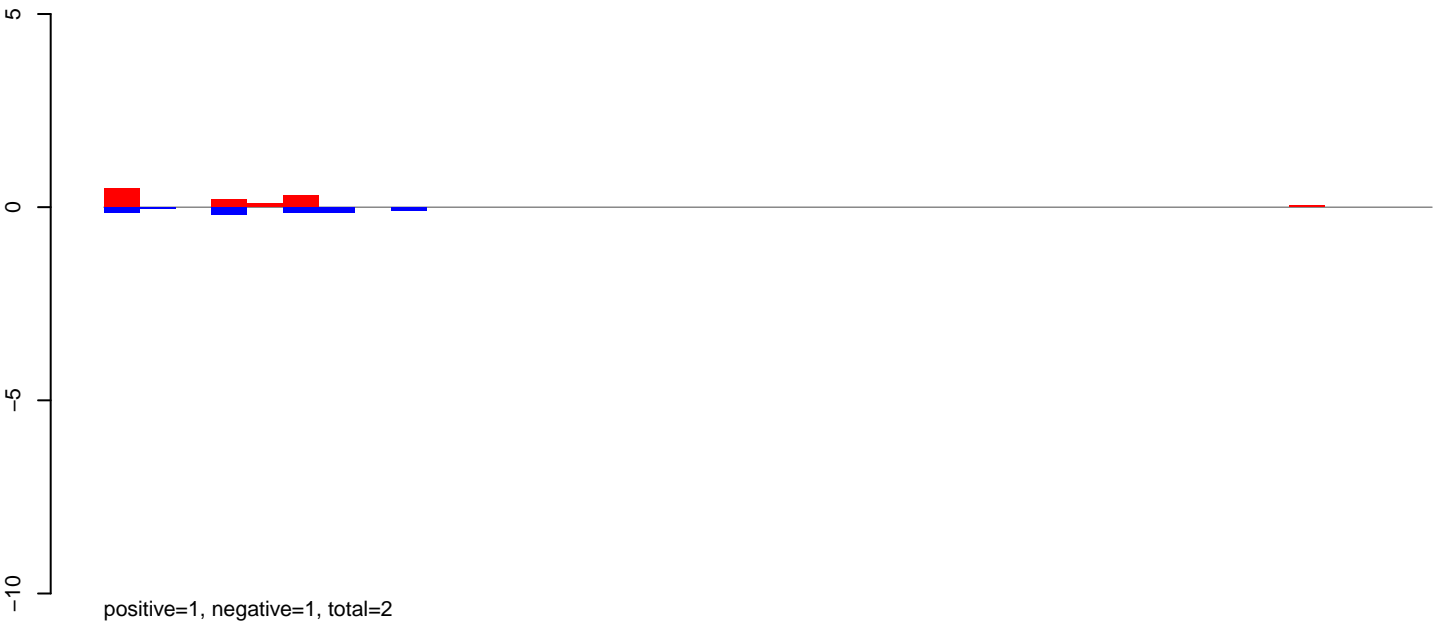 5
0
−5
−10
positive=1, negative=1, total=2